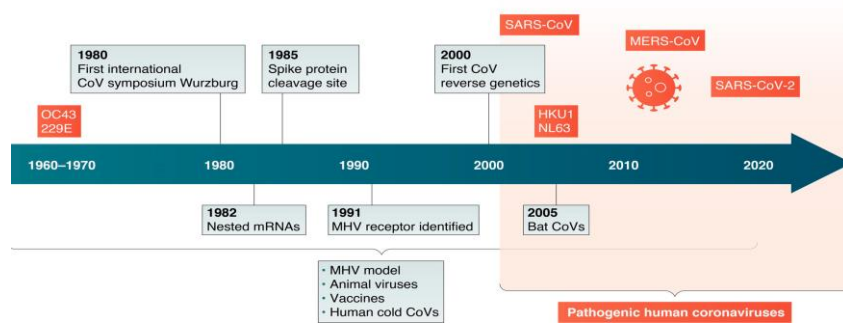 SARS-CoV
MERS-CoV
SARS-CoV-2
1980
First international
CoV symposium Wurzburg
1985
Spike protein
cleavage site
2000
First CoV
reverse genetics
OC43
229E
HKU1
NL63
1960–1970
1980
1990
2000
2010
2020
1982
Nested mRNAs
1991
MHV receptor identified
2005
Bat CoVs
• MHV model
• Animal viruses
• Vaccines
• Human cold CoVs
Pathogenic human coronaviruses